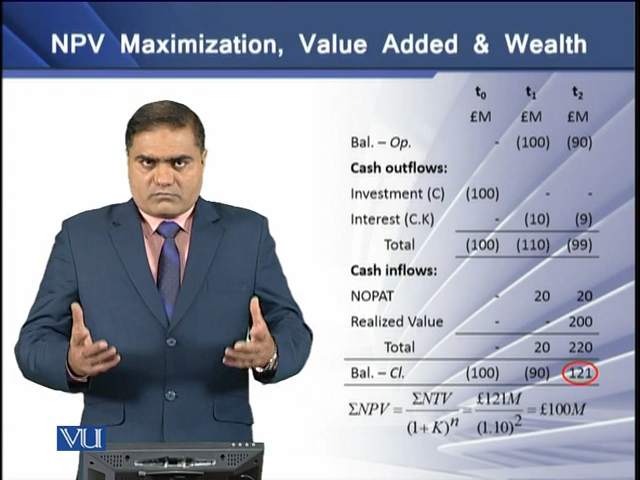 NPV Maximization, Value Added & Wealth
t0 t1 t2
£M £M £M
Bal. – Op. - (100) (90)
Cash outflows:
Investment (C) (100) - -
Interest (C.K) - (10) (9)
Total (100) (110) (99)
Cash inflows:
NOPAT - 20 20
Realized Value - - 200
Total - 20 220
Bal. – Cl. (100) (90) 121
ΣNPV = ΣNTV / (1+K)^n = £121M / (1.10)^2 = £100M
VU